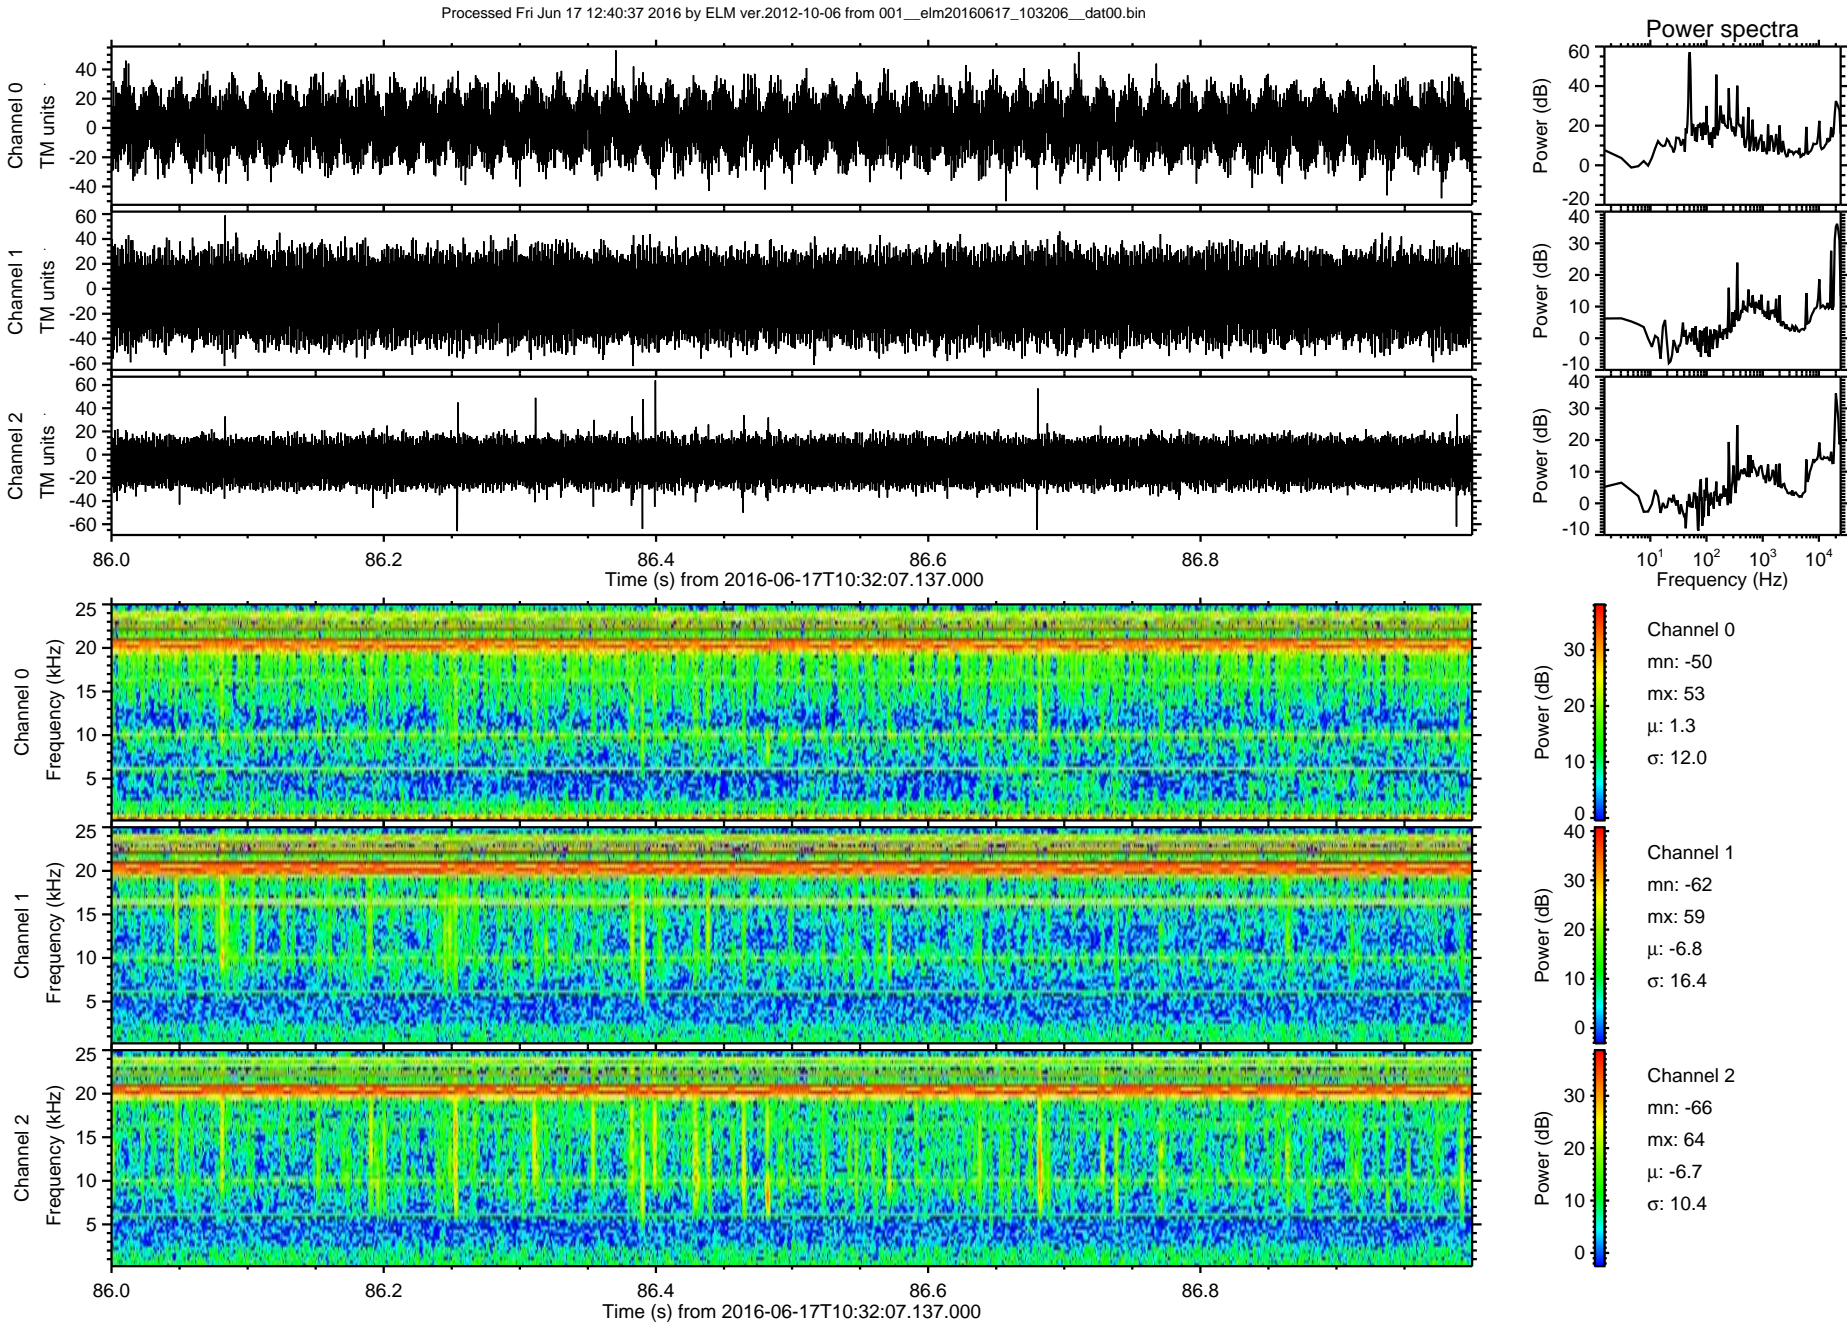 Processed Fri Jun 17 12:40:37 2016 by ELM ver.2012-10-06 from 001__elm20160617_103206__dat00.bin
Power spectra
Channel 0
TM units
40
20
0
-20
-40
Power (dB)
60
40
20
0
-20
Channel 1
TM units
60
40
20
0
-20
-40
-60
Power (dB)
40
30
20
10
0
-10
Channel 2
TM units
60
40
20
0
-20
-40
-60
Power (dB)
40
30
20
10
0
-10
86.0 86.2 86.4 86.6 86.8
Time (s) from 2016-06-17T10:32:07.137.000
10^1 10^2 10^3 10^4
Frequency (Hz)
Channel 0
Frequency (kHz)
25
20
15
10
5
Power (dB)
30
20
10
0
Channel 0
mn: -50
mx: 53
μ: 1.3
σ: 12.0
Channel 1
Frequency (kHz)
25
20
15
10
5
Power (dB)
40
30
20
10
0
Channel 1
mn: -62
mx: 59
μ: -6.8
σ: 16.4
Channel 2
Frequency (kHz)
25
20
15
10
5
Power (dB)
30
20
10
0
Channel 2
mn: -66
mx: 64
μ: -6.7
σ: 10.4
86.0 86.2 86.4 86.6 86.8
Time (s) from 2016-06-17T10:32:07.137.000